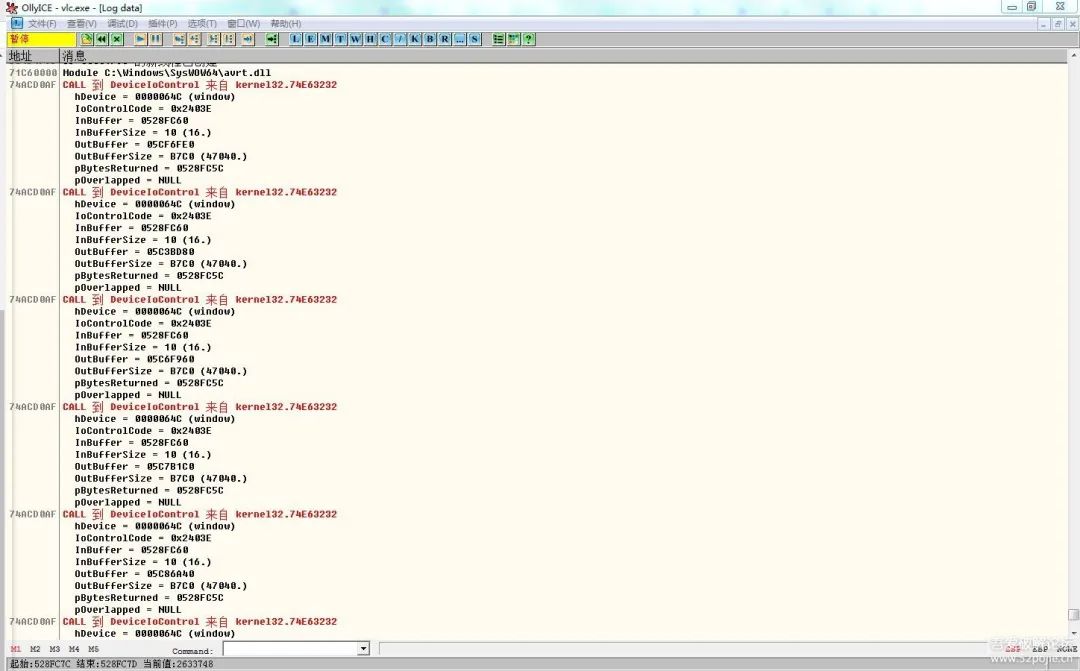 OllyICE - vlc.exe - [Log data]
文件(F) 查看(V) 调试(D) 插件(P) 选项(T) 窗口(W) 帮助(H)
暂停 L E M T W H C / K B R ... S ?
地址 消息
71C60000 Module C:\Windows\SysWOW64\avrt.dll
74ACD0AF CALL 到 DeviceIoControl 来自 kernel32.74E63232
hDevice = 0000064C (window)
IoControlCode = 0x2403E
InBuffer = 0528FC60
InBufferSize = 10 (16.)
OutBuffer = 05CF6FE0
OutBufferSize = B7C0 (47040.)
pBytesReturned = 0528FC5C
pOverlapped = NULL
74ACD0AF CALL 到 DeviceIoControl 来自 kernel32.74E63232
hDevice = 0000064C (window)
IoControlCode = 0x2403E
InBuffer = 0528FC60
InBufferSize = 10 (16.)
OutBuffer = 05C3BD80
OutBufferSize = B7C0 (47040.)
pBytesReturned = 0528FC5C
pOverlapped = NULL
74ACD0AF CALL 到 DeviceIoControl 来自 kernel32.74E63232
hDevice = 0000064C (window)
IoControlCode = 0x2403E
InBuffer = 0528FC60
InBufferSize = 10 (16.)
OutBuffer = 05C6F960
OutBufferSize = B7C0 (47040.)
pBytesReturned = 0528FC5C
pOverlapped = NULL
74ACD0AF CALL 到 DeviceIoControl 来自 kernel32.74E63232
hDevice = 0000064C (window)
IoControlCode = 0x2403E
InBuffer = 0528FC60
InBufferSize = 10 (16.)
OutBuffer = 05C7B1C0
OutBufferSize = B7C0 (47040.)
pBytesReturned = 0528FC5C
pOverlapped = NULL
74ACD0AF CALL 到 DeviceIoControl 来自 kernel32.74E63232
hDevice = 0000064C (window)
IoControlCode = 0x2403E
InBuffer = 0528FC60
InBufferSize = 10 (16.)
OutBuffer = 05C86A40
OutBufferSize = B7C0 (47040.)
pBytesReturned = 0528FC5C
pOverlapped = NULL
74ACD0AF CALL 到 DeviceIoControl 来自 kernel32.74E63232
hDevice = 0000064C (window)
M1 M2 M3 M4 M5 Command: ESP EBP NONE
起始:528FC7C 结束:528FC7D 当前值:2633748
吾爱破解论坛
www.52pojie.cn